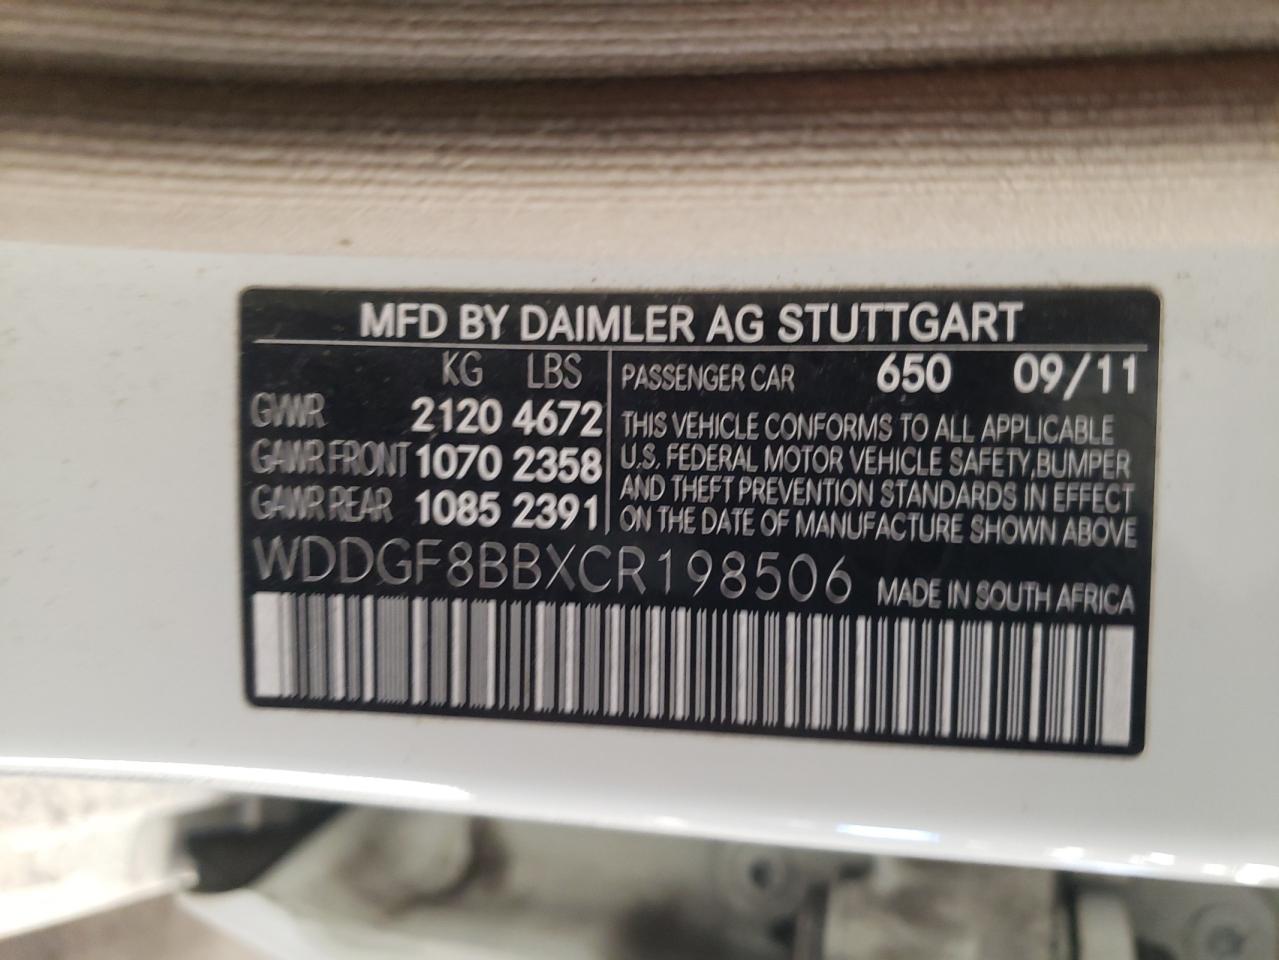 MFD BY DAIMLER AG STUTTGART
KG LBS
GVWR 2120 4672
GAWR FRONT 1070 2358
GAWR REAR 1085 2391
PASSENGER CAR 650 09/11
THIS VEHICLE CONFORMS TO ALL APPLICABLE
U.S. FEDERAL MOTOR VEHICLE SAFETY, BUMPER
AND THEFT PREVENTION STANDARDS IN EFFECT
ON THE DATE OF MANUFACTURE SHOWN ABOVE
WDDGF8BBXCR198506 MADE IN SOUTH AFRICA